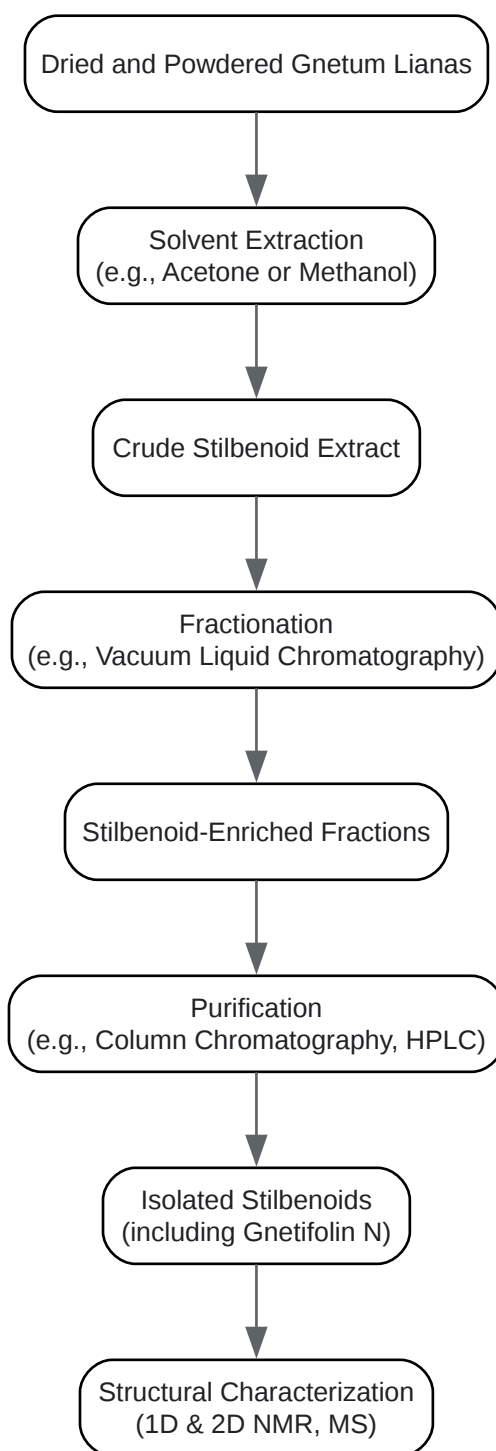 Dried and Powdered Gnetum Lianas
Solvent Extraction
(e.g., Acetone or Methanol)
Crude Stilbenoid Extract
Fractionation
(e.g., Vacuum Liquid Chromatography)
Stilbenoid-Enriched Fractions
Purification
(e.g., Column Chromatography, HPLC)
Isolated Stilbenoids
(including Gnetifolin N)
Structural Characterization
(1D & 2D NMR, MS)